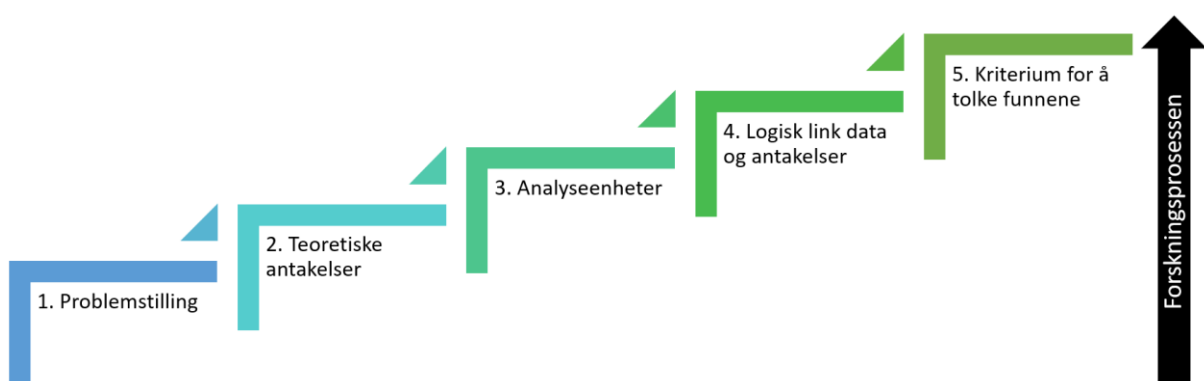 1. Problemstilling
2. Teoretiske
antakelser
3. Analyseenheter
4. Logisk link data
og antakelser
5. Kriterium for å
tolke funnene
Forskningsprosessen